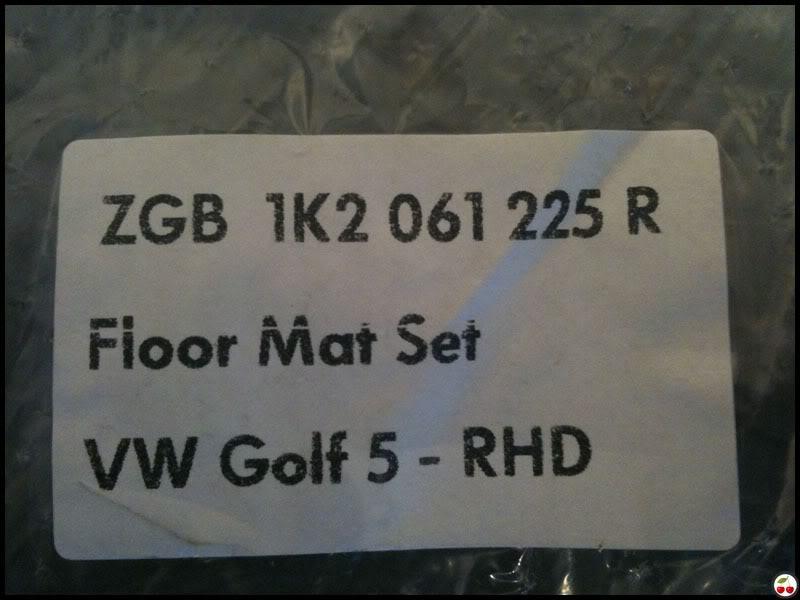 ZGB 1K2 061 225 R
Floor Mat Set
VW Golf 5 - RHD